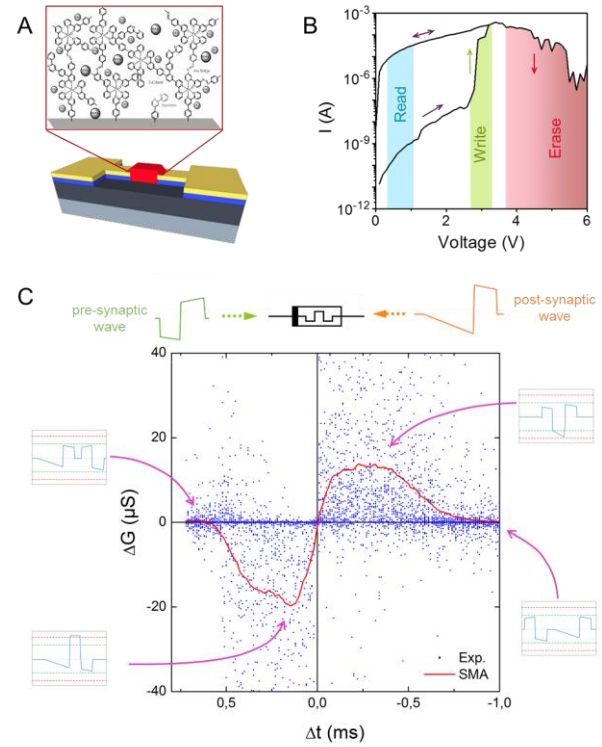 A
B
I (A)
10⁻³
10⁻⁶
10⁻⁹
10⁻¹²
Read
Write
Erase
0
2
4
6
Voltage (V)
C
pre-synaptic
wave
post-synaptic
wave
ΔG (µS)
40
20
0
-20
-40
Exp.
SMA
0,5
0,0
-0,5
-1,0
Δt (ms)